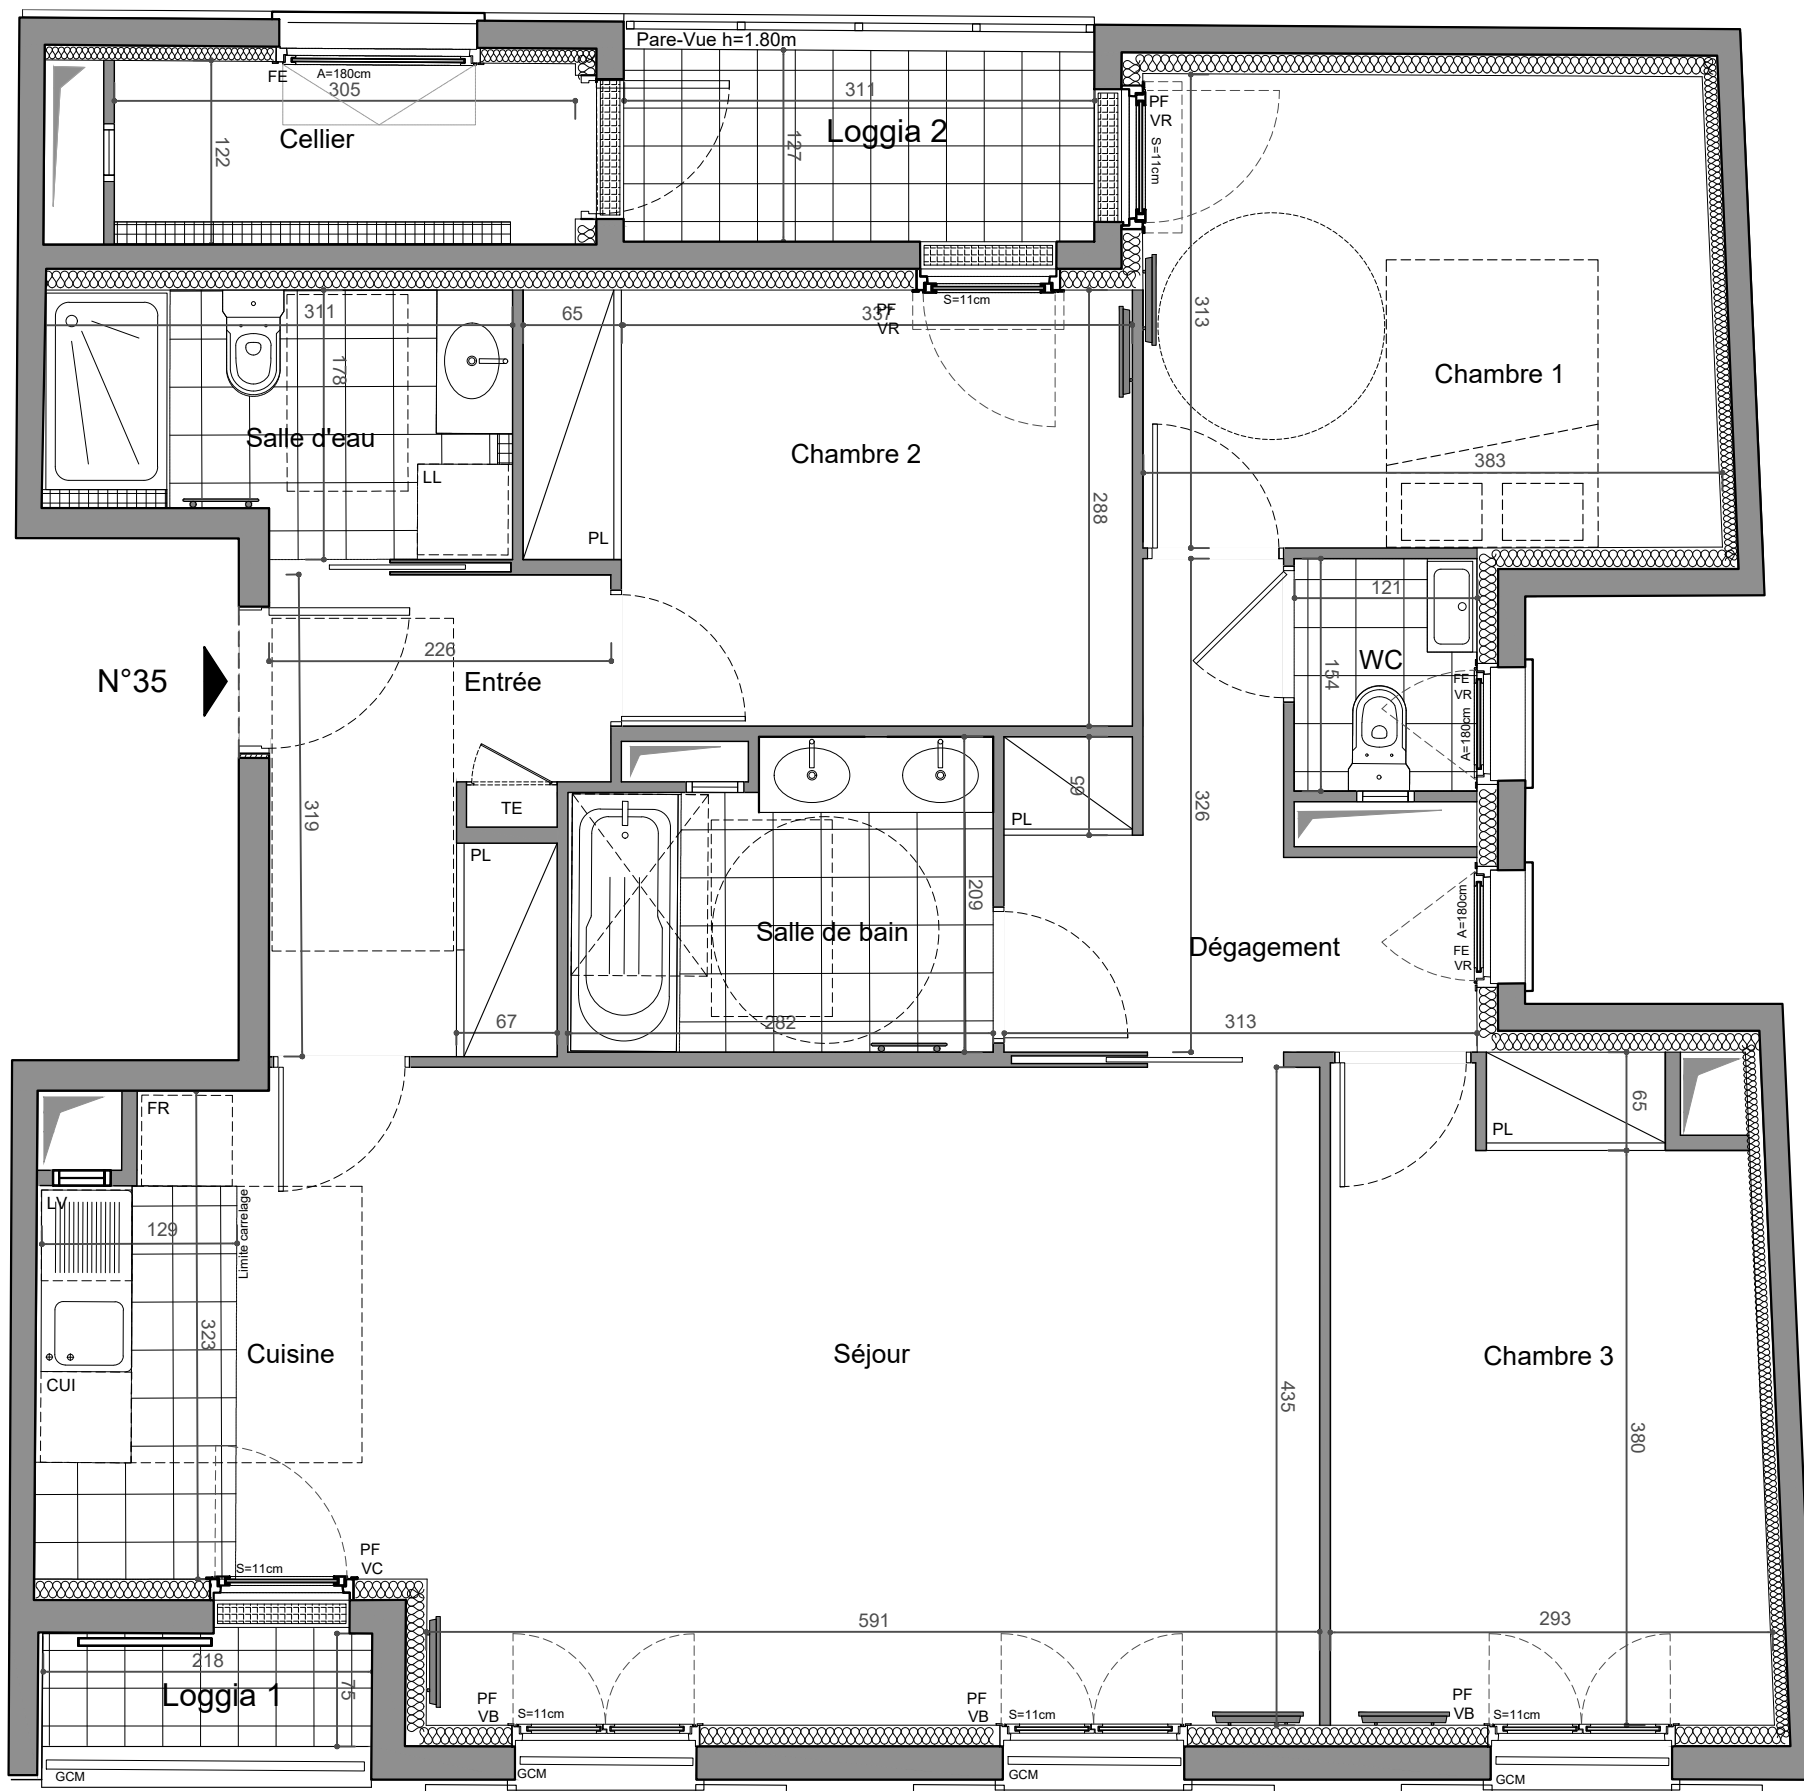 Pare-Vue h=1.80m
FE
A=180cm
305
Cellier
122
311
Loggia 2
127
PF
VR
S=11cm
313
Chambre 1
383
311
178
Salle d'eau
LL
65
PL
337
PF
VR
S=11cm
Chambre 2
288
N°35
226
Entrée
319
TE
PL
67
121
WC
154
FE
VR
A=180cm
65
PL
326
209
Salle de bain
282
Dégagement
A=180cm
FE
VR
313
FR
LV
129
Limite carrelage
323
Cuisine
CUI
Séjour
435
65
PL
Chambre 3
380
S=11cm
PF
VC
591
293
218
Loggia 1
75
PF
VB
S=11cm
PF
VB
S=11cm
PF
VB
S=11cm
GCM
GCM
GCM
GCM